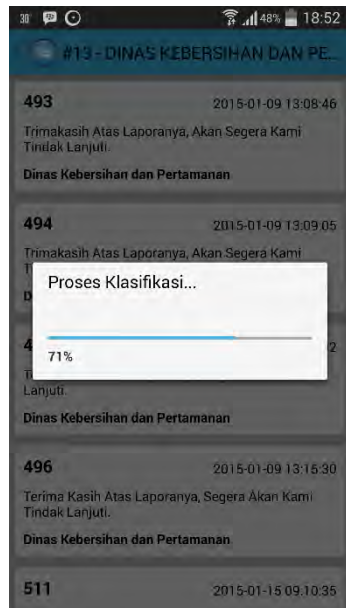 30° 48% 18:52
#13 - DINAS KEBERSIHAN DAN PE...
493 2015-01-09 13:08:46
Trimakasih Atas Laporanya, Akan Segera Kami
Tindak Lanjuti.
Dinas Kebersihan dan Pertamanan
494 2015-01-09 13:09:05
Trimakasih Atas Laporanya, Akan Segera Kami
Proses Klasifikasi...
71%
Lanjuti.
Dinas Kebersihan dan Pertamanan
496 2015-01-09 13:15:30
Terima Kasih Atas Laporanya, Segera Akan Kami
Tindak Lanjuti.
Dinas Kebersihan dan Pertamanan
511 2015-01-15 09:10:35